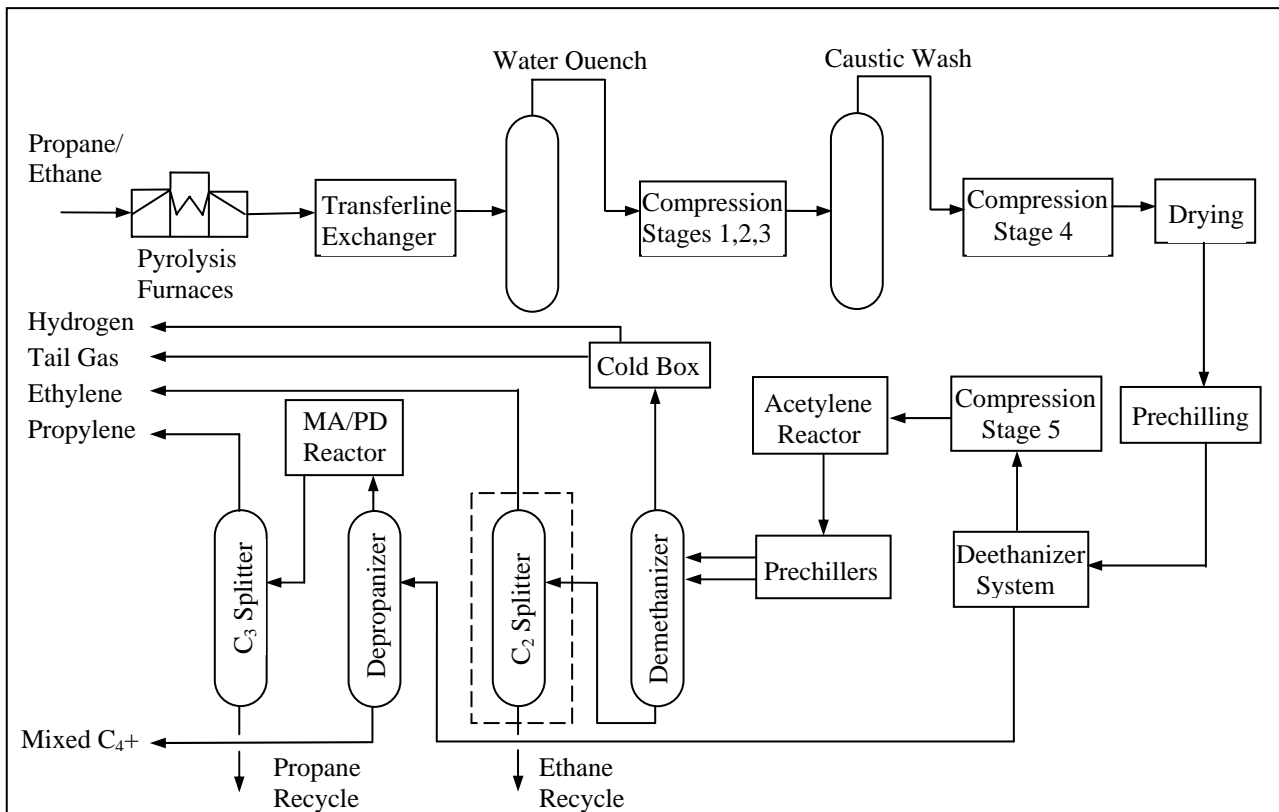 Water Quench
Caustic Wash
Propane/
Ethane
Transferline
Exchanger
Compression
Stages 1,2,3
Compression
Stage 4
Drying
Pyrolysis
Furnaces
Hydrogen
Tail Gas
Ethylene
Propylene
Cold Box
MA/PD
Reactor
Acetylene
Reactor
Compression
Stage 5
Prechilling
C₃ Splitter
Depropanizer
C₂ Splitter
Demethanizer
Prechillers
Deethanizer
System
Mixed C₄+
Propane
Recycle
Ethane
Recycle